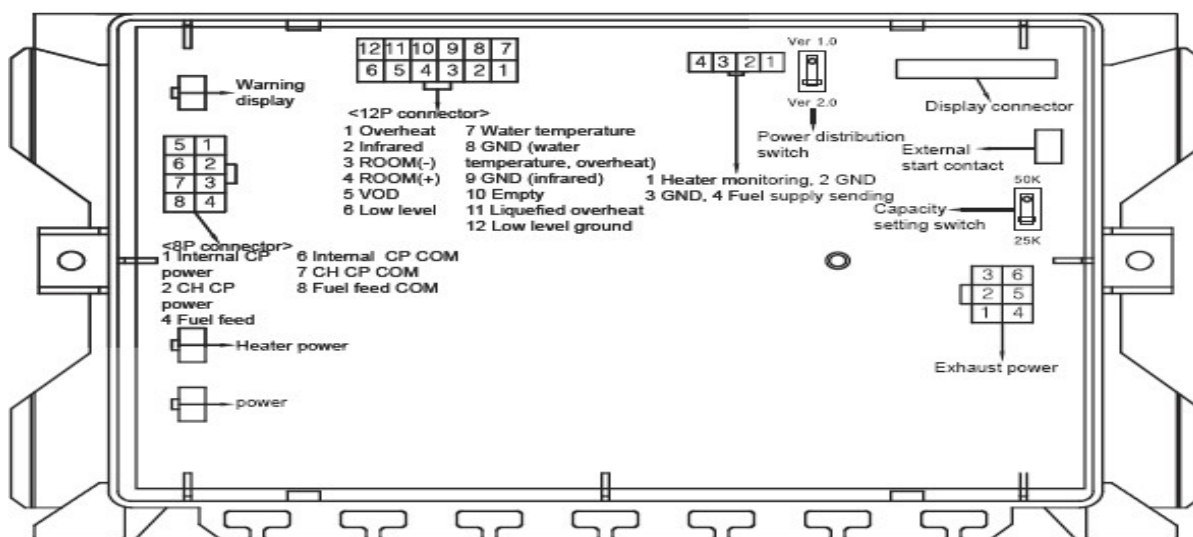 Warning
display
12 11 10 9 8 7
6 5 4 3 2 1
<12P connector>
1 Overheat
2 Infrared
3 ROOM(-)
4 ROOM(+)
5 VOD
6 Low level
7 Water temperature
8 GND (water
temperature, overheat)
9 GND (infrared)
10 Empty
11 Liquefied overheat
12 Low level ground
4 3 2 1
1 Heater monitoring, 2 GND
3 GND, 4 Fuel supply sending
Ver 1.0
Ver 2.0
Power distribution
switch
Display connector
External
start contact
50K
Capacity
setting switch
25K
5 1
6 2
7 3
8 4
<8P connector>
1 Internal CP
power
2 CH CP
power
4 Fuel feed
6 Internal CP COM
7 CH CP COM
8 Fuel feed COM
3 6
2 5
1 4
Exhaust power
Heater power
power